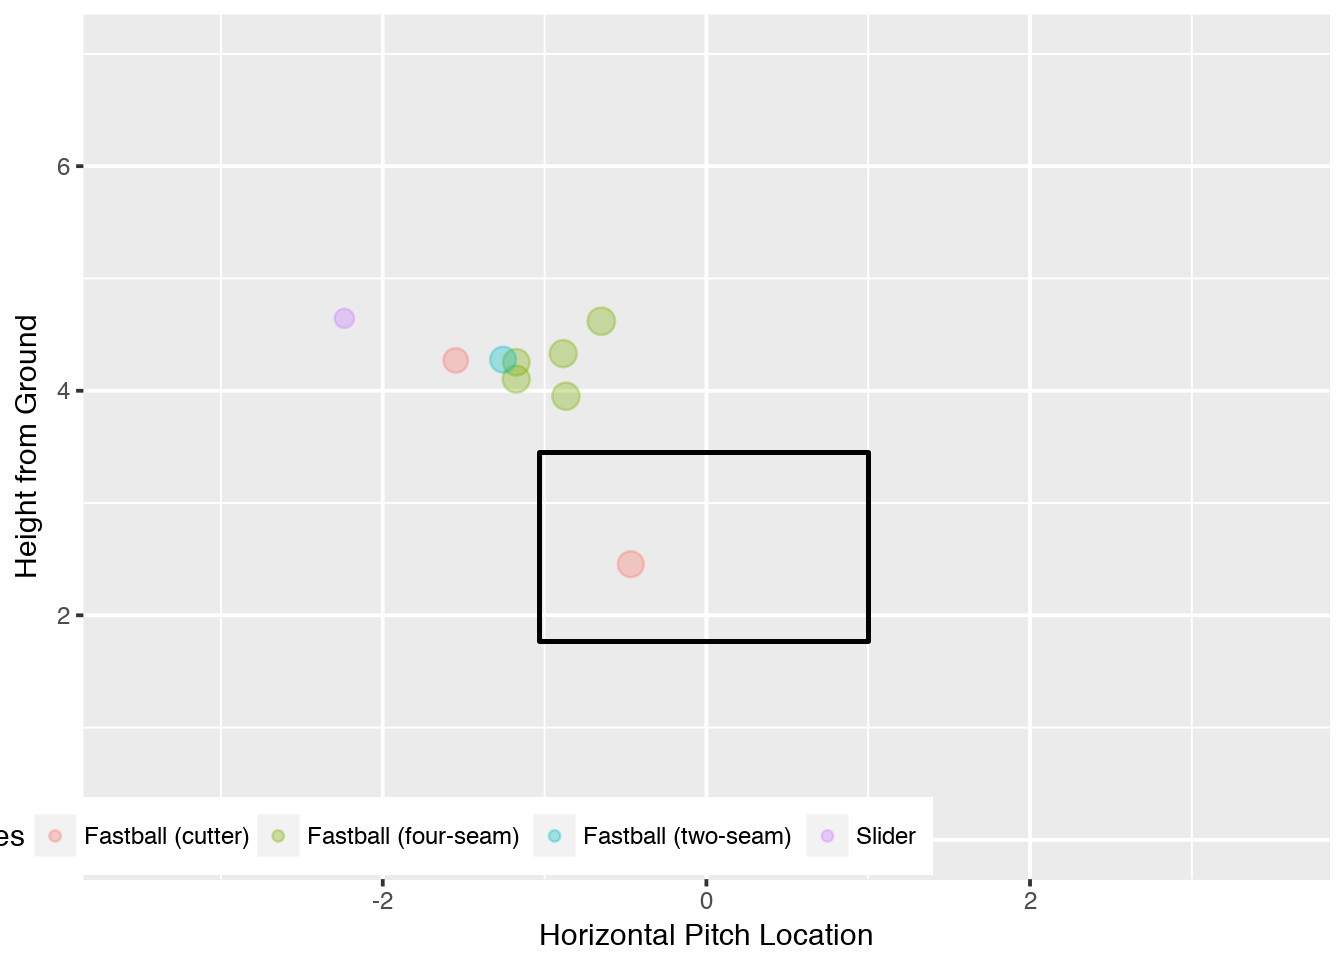 Height from Ground
6
4
2
es Fastball (cutter) Fastball (four-seam) Fastball (two-seam) Slider
-2 0 2
Horizontal Pitch Location